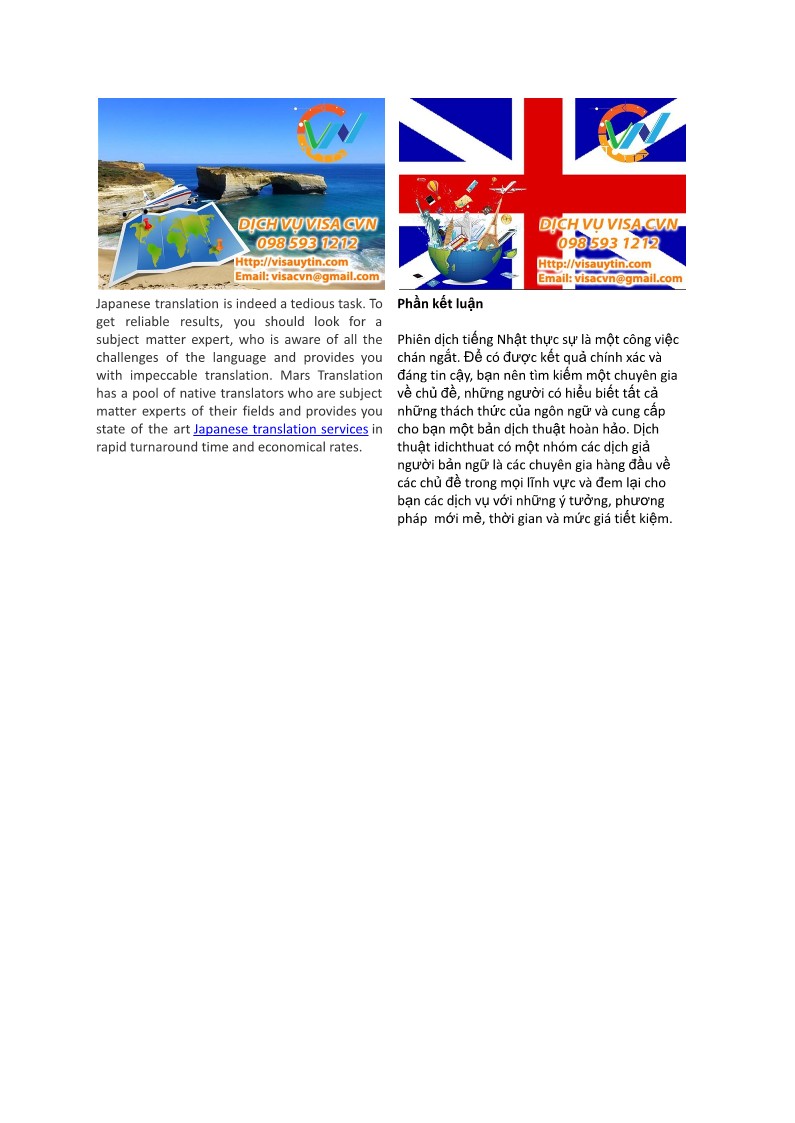 CVN
DỊCH VỤ VISA CVN
098 593 1212
Http://visauytin.com
Email: visacvn@gmail.com
Japanese translation is indeed a tedious task. To
get reliable results, you should look for a
subject matter expert, who is aware of all the
challenges of the language and provides you
with impeccable translation. Mars Translation
has a pool of native translators who are subject
matter experts of their fields and provides you
state of the art Japanese translation services in
rapid turnaround time and economical rates.
CVN
DỊCH VỤ VISA CVN
098 593 1212
Http://visauytin.com
Email: visacvn@gmail.com
Phần kết luận
Phiên dịch tiếng Nhật thực sự là một công việc
chán ngất. Để có được kết quả chính xác và
đáng tin cậy, bạn nên tìm kiếm một chuyên gia
về chủ đề, những người có hiểu biết tất cả
những thách thức của ngôn ngữ và cung cấp
cho bạn một bản dịch thuật hoàn hảo. Dịch
thuật idichthuat có một nhóm các dịch giả
người bản ngữ là các chuyên gia hàng đầu về
các chủ đề trong mọi lĩnh vực và đem lại cho
bạn các dịch vụ với những ý tưởng, phương
pháp  mới mẻ, thời gian và mức giá tiết kiệm.